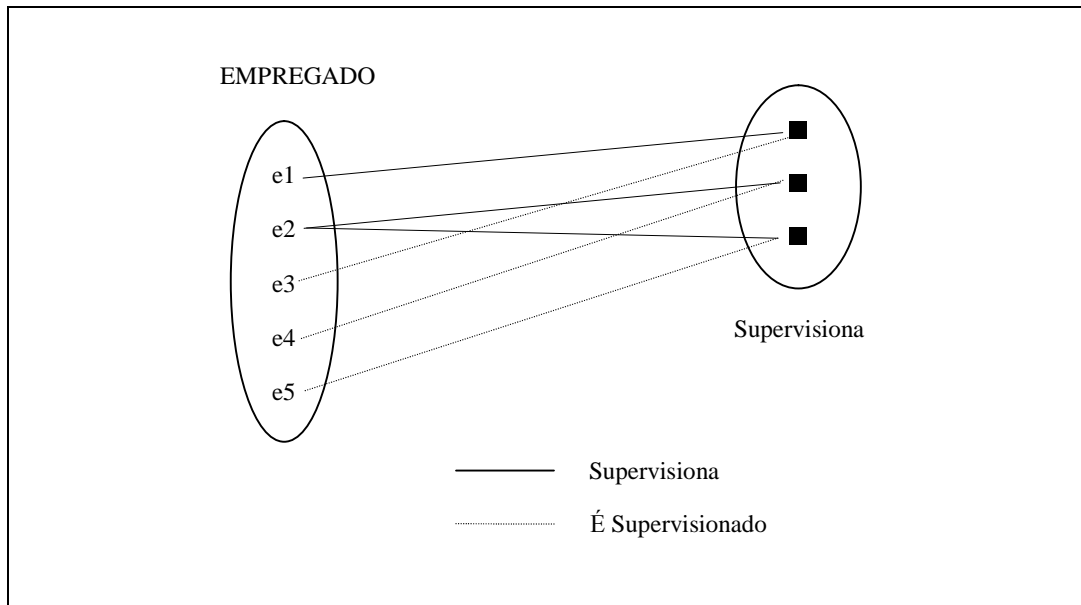 EMPREGADO
e1
e2
e3
e4
e5
Supervisiona
Supervisiona
É Supervisionado